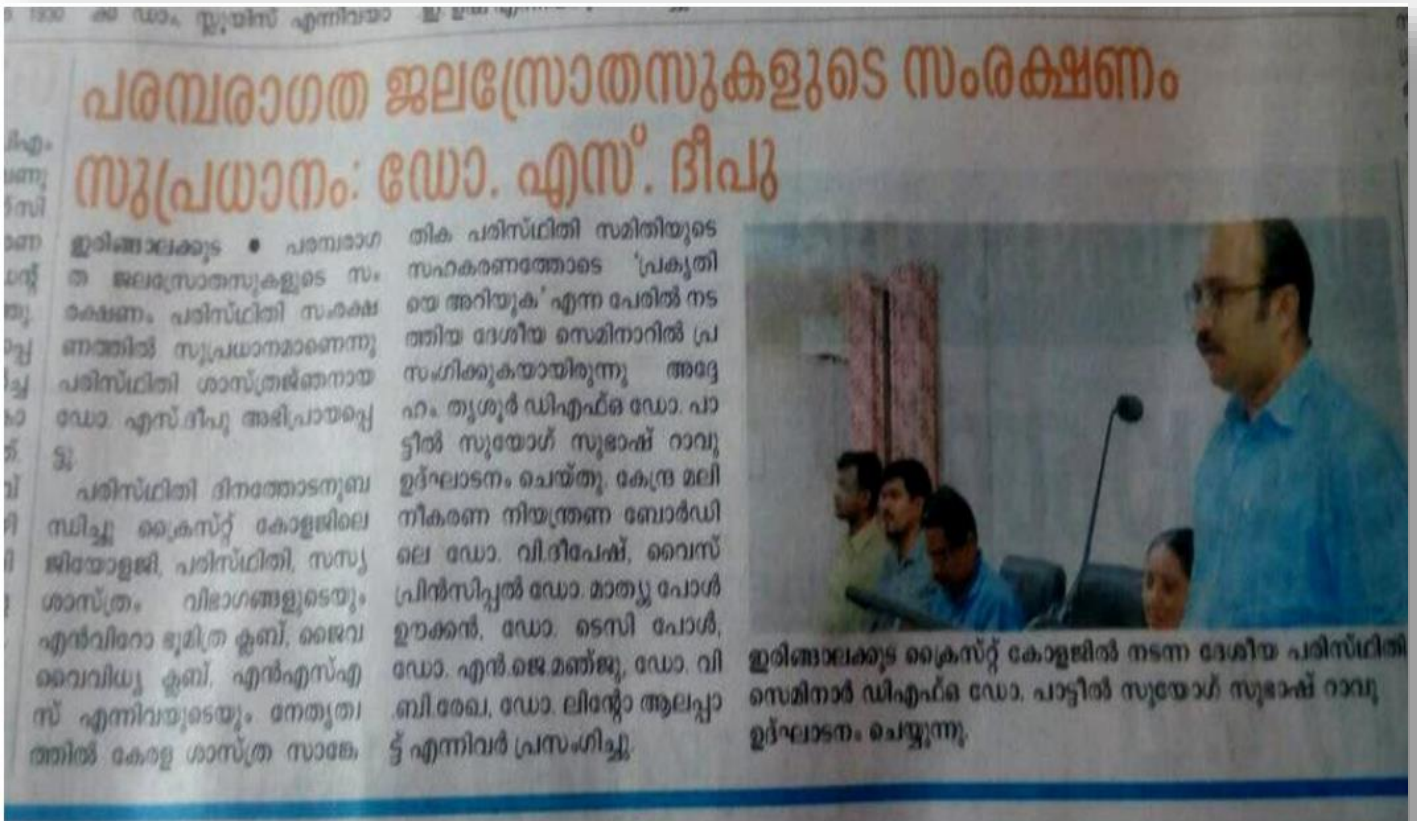 പരമ്പരാഗത ജലസ്രോതസുകളുടെ സംരക്ഷണം
സുപ്രധാനം: ഡോ. എസ്. ദീപു
ഇരിങ്ങാലക്കുട ● പരമ്പരാഗ
ത ജലസ്രോതസുകളുടെ സം
രക്ഷണം പരിസ്ഥിതി സംരക്ഷ
ണത്തിൽ സുപ്രധാനമാണെന്നു
പരിസ്ഥിതി ശാസ്ത്രജ്ഞനായ
ഡോ. എസ്.ദീപു അഭിപ്രായപ്പെ
ട്ടു.
പരിസ്ഥിതി ദിനത്തോടനുബ
ന്ധിച്ചു ക്രൈസ്റ്റ് കോളജിലെ
ജിയോളജി, പരിസ്ഥിതി, സസ്യ
ശാസ്ത്രം വിഭാഗങ്ങളുടെയും
എൻവിറോ ഭൂമിത്ര ക്ലബ്, ജൈവ
വൈവിധ്യ ക്ലബ്, എൻഎസ്എ
സ് എന്നിവയുടെയും നേതൃത്വ
ത്തിൽ കേരള ശാസ്ത്ര സാങ്കേ
തിക പരിസ്ഥിതി സമിതിയുടെ
സഹകരണത്തോടെ 'പ്രകൃതി
യെ അറിയുക' എന്ന പേരിൽ നട
ത്തിയ ദേശീയ സെമിനാറിൽ പ്ര
സംഗിക്കുകയായിരുന്നു അദ്ദേ
ഹം. തൃശൂർ ഡിഎഫ്ഒ ഡോ. പാ
ട്ടീൽ സുയോഗ് സുഭാഷ് റാവു
ഉദ്ഘാടനം ചെയ്തു. കേന്ദ്ര മലി
നീകരണ നിയന്ത്രണ ബോർഡി
ലെ ഡോ. വി.ദീപേഷ്, വൈസ്
പ്രിൻസിപ്പൽ ഡോ. മാത്യു പോൾ
ഊക്കൻ, ഡോ. ടെസി പോൾ,
ഡോ. എൻ.ജെ.മഞ്ജു, ഡോ. വി
.ബി.രേഖ, ഡോ. ലിന്റോ ആലപ്പാ
ട്ട് എന്നിവർ പ്രസംഗിച്ചു.
ഇരിങ്ങാലക്കുട ക്രൈസ്റ്റ് കോളജിൽ നടന്ന ദേശീയ പരിസ്ഥിതി
സെമിനാർ ഡിഎഫ്ഒ ഡോ. പാട്ടീൽ സുയോഗ് സുഭാഷ് റാവു
ഉദ്ഘാടനം ചെയ്യുന്നു.